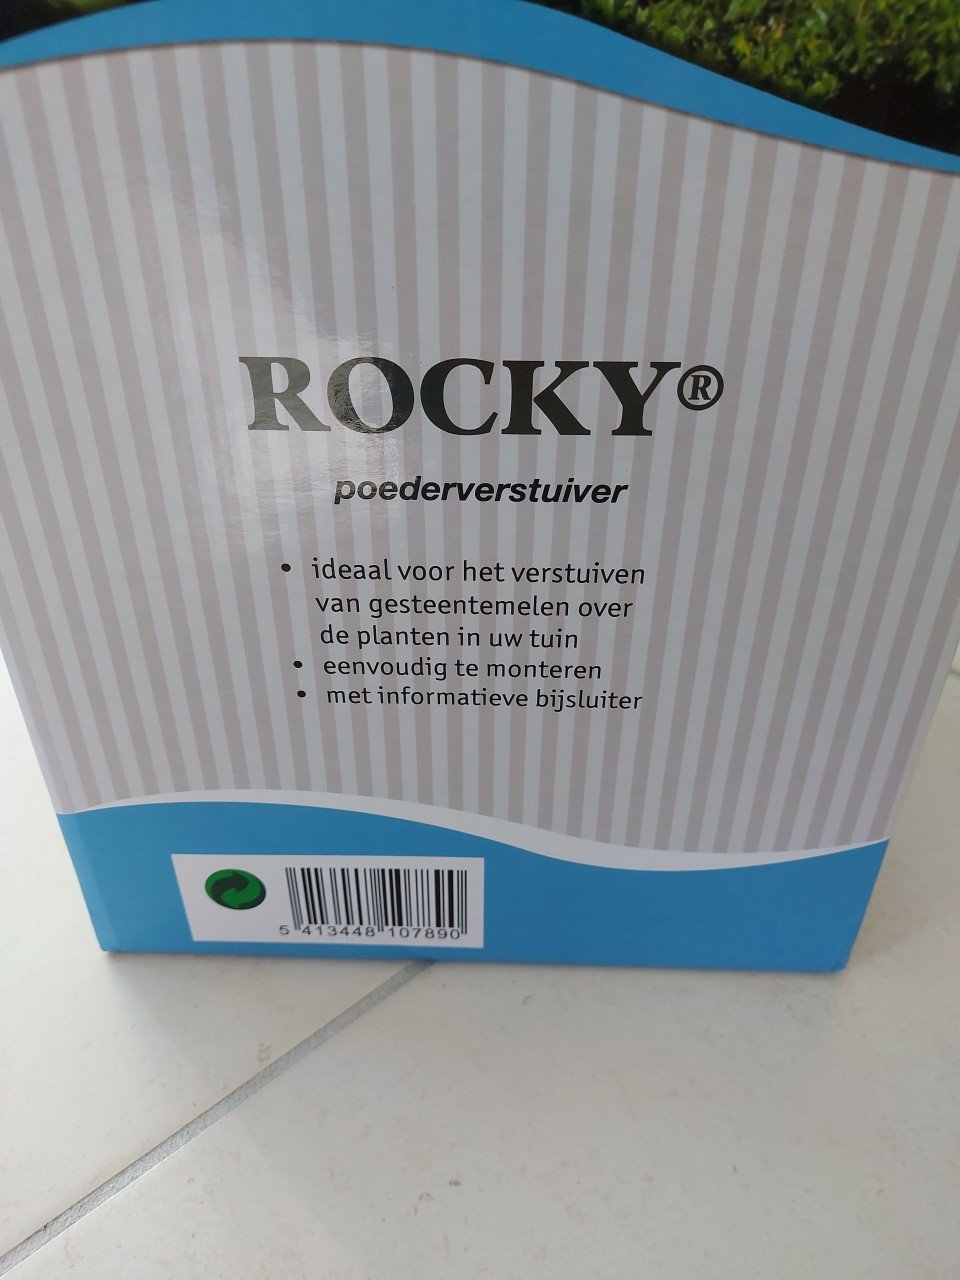 ROCKY®
poederverstuiver
• ideaal voor het verstuiven
van gesteentemelen over
de planten in uw tuin
• eenvoudig te monteren
• met informatieve bijsluiter
5 413448 107890